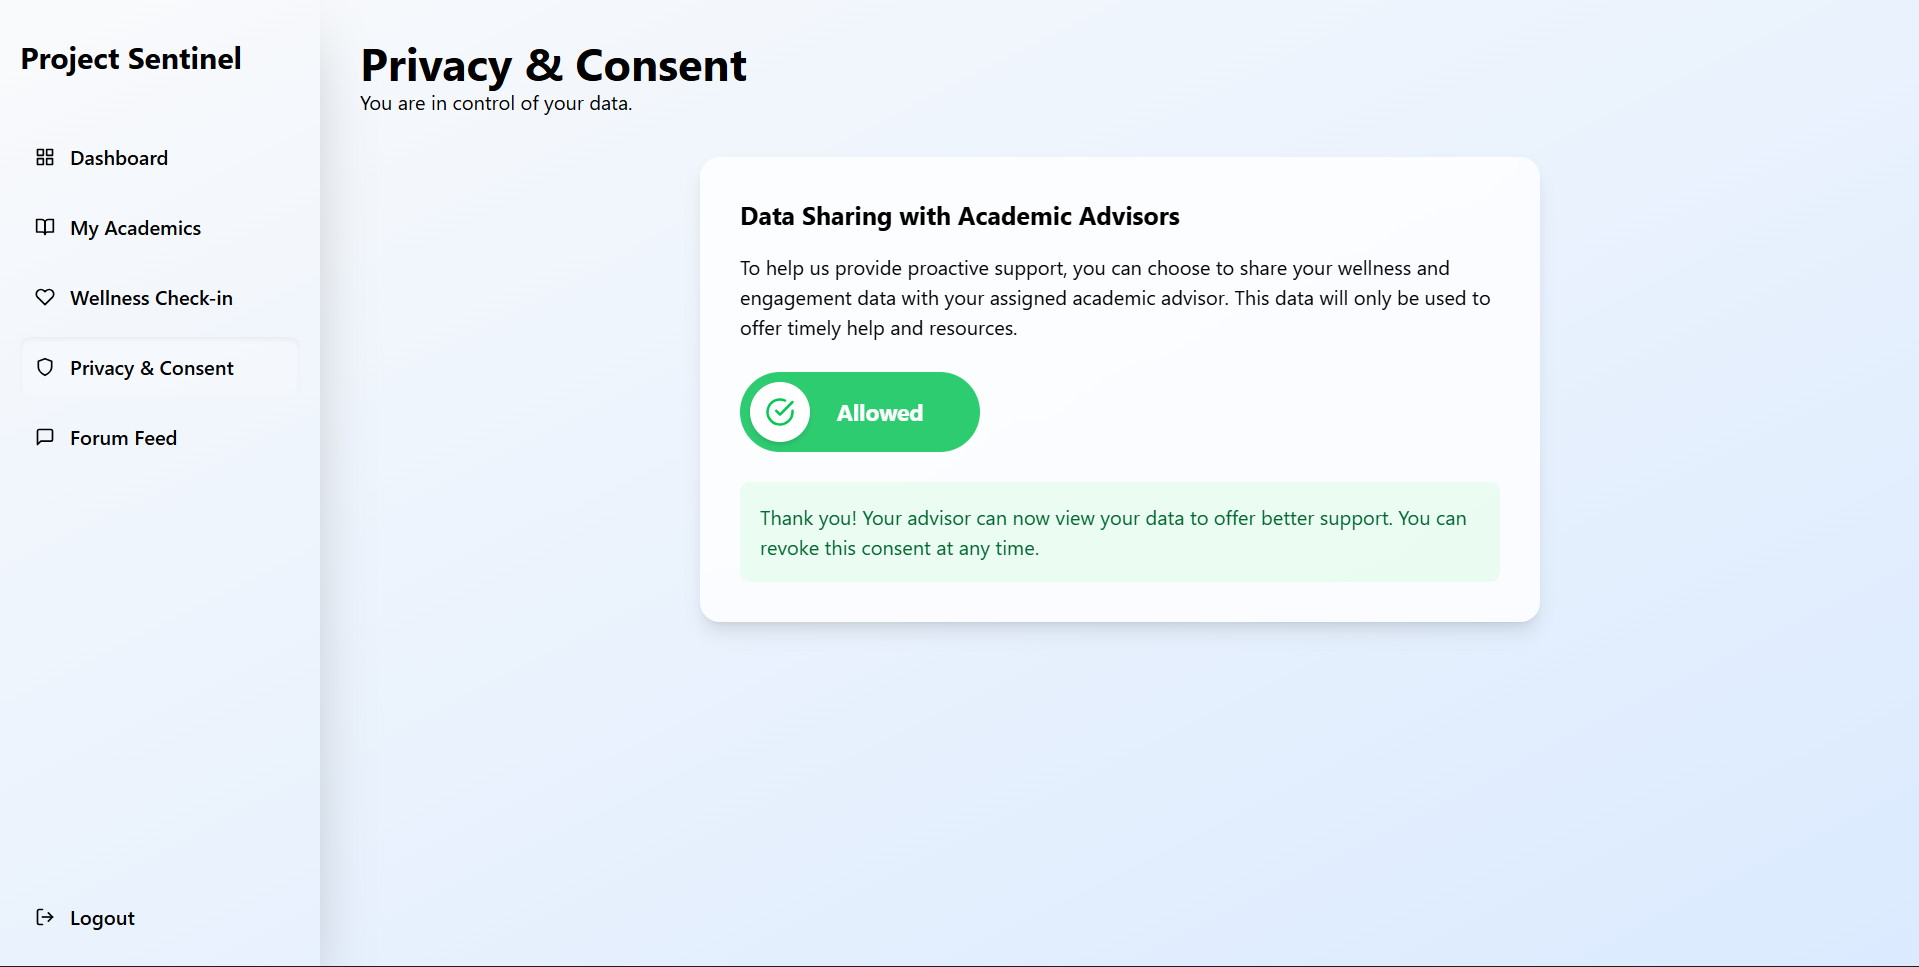 Project Sentinel
Dashboard
My Academics
Wellness Check-in
Privacy & Consent
Forum Feed
Logout
Privacy & Consent
You are in control of your data.
Data Sharing with Academic Advisors
To help us provide proactive support, you can choose to share your wellness and
engagement data with your assigned academic advisor. This data will only be used to
offer timely help and resources.
Allowed
Thank you! Your advisor can now view your data to offer better support. You can
revoke this consent at any time.